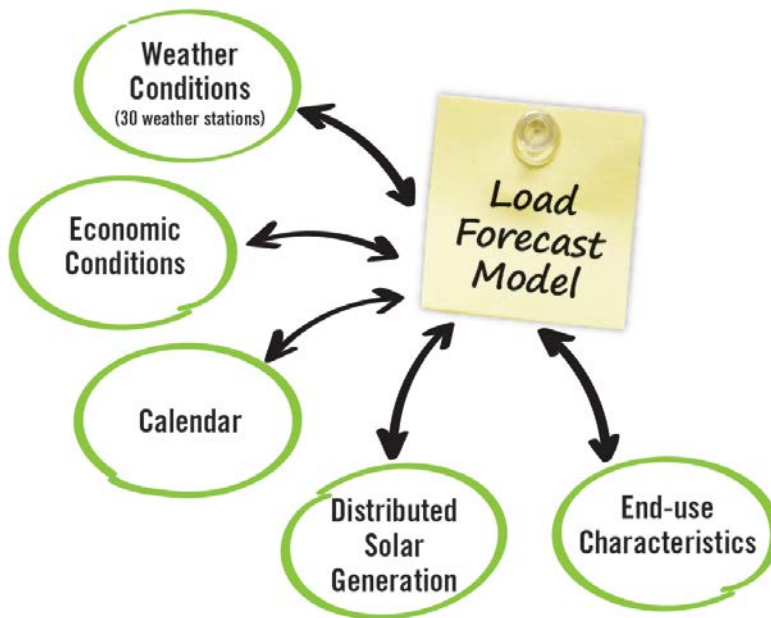 Weather
Conditions
(30 weather stations)
Load
Forecast
Model
Economic
Conditions
Calendar
Distributed
Solar
Generation
End-use
Characteristics